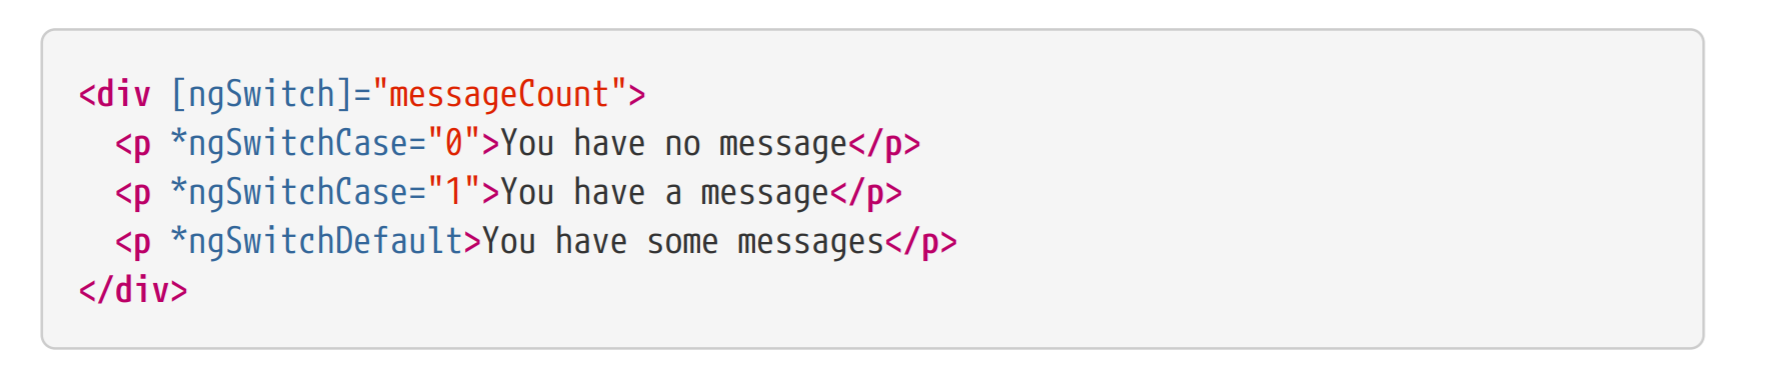 <div [ngSwitch]="messageCount">
  <p *ngSwitchCase="0">You have no message</p>
  <p *ngSwitchCase="1">You have a message</p>
  <p *ngSwitchDefault>You have some messages</p>
</div>